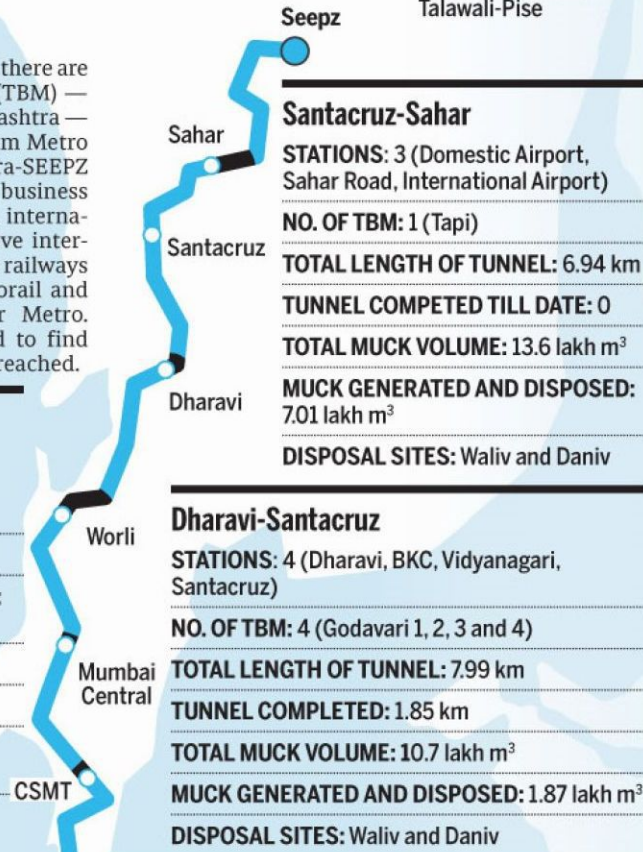 Talawali-Pise
Seepz
there are
(TBM) —
ashtra —
m Metro
ra-SEEPZ
business
interna-
ve inter-
railways
orail and
r Metro.
d to find
reached.
Sahar
Santacruz
Dharavi
Worli
Mumbai
Central
CSMT
Santacruz-Sahar
STATIONS: 3 (Domestic Airport,
Sahar Road, International Airport)
NO. OF TBM: 1 (Tapi)
TOTAL LENGTH OF TUNNEL: 6.94 km
TUNNEL COMPETED TILL DATE: 0
TOTAL MUCK VOLUME: 13.6 lakh m³
MUCK GENERATED AND DISPOSED:
7.01 lakh m³
DISPOSAL SITES: Waliv and Daniv
Dharavi-Santacruz
STATIONS: 4 (Dharavi, BKC, Vidyanagari,
Santacruz)
NO. OF TBM: 4 (Godavari 1, 2, 3 and 4)
TOTAL LENGTH OF TUNNEL: 7.99 km
TUNNEL COMPLETED: 1.85 km
TOTAL MUCK VOLUME: 10.7 lakh m³
MUCK GENERATED AND DISPOSED: 1.87 lakh m³
DISPOSAL SITES: Waliv and Daniv